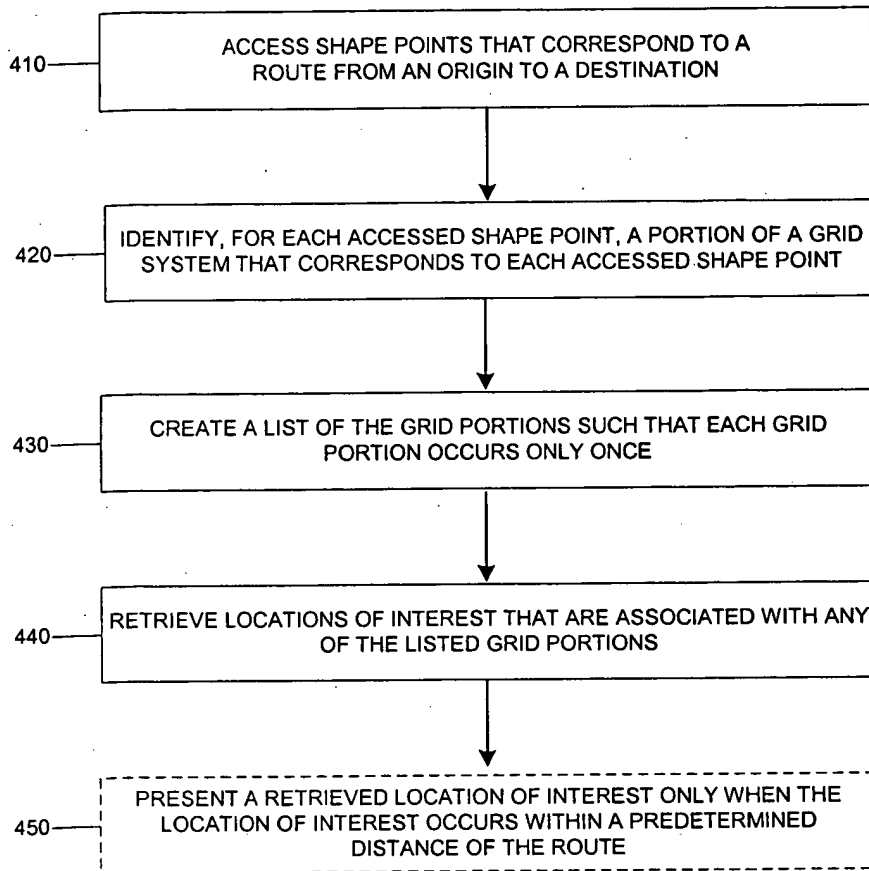 410
ACCESS SHAPE POINTS THAT CORRESPOND TO A
ROUTE FROM AN ORIGIN TO A DESTINATION
420
IDENTIFY, FOR EACH ACCESSED SHAPE POINT, A PORTION OF A GRID
SYSTEM THAT CORRESPONDS TO EACH ACCESSED SHAPE POINT
430
CREATE A LIST OF THE GRID PORTIONS SUCH THAT EACH GRID
PORTION OCCURS ONLY ONCE
440
RETRIEVE LOCATIONS OF INTEREST THAT ARE ASSOCIATED WITH ANY
OF THE LISTED GRID PORTIONS
450
PRESENT A RETRIEVED LOCATION OF INTEREST ONLY WHEN THE
LOCATION OF INTEREST OCCURS WITHIN A PREDETERMINED
DISTANCE OF THE ROUTE